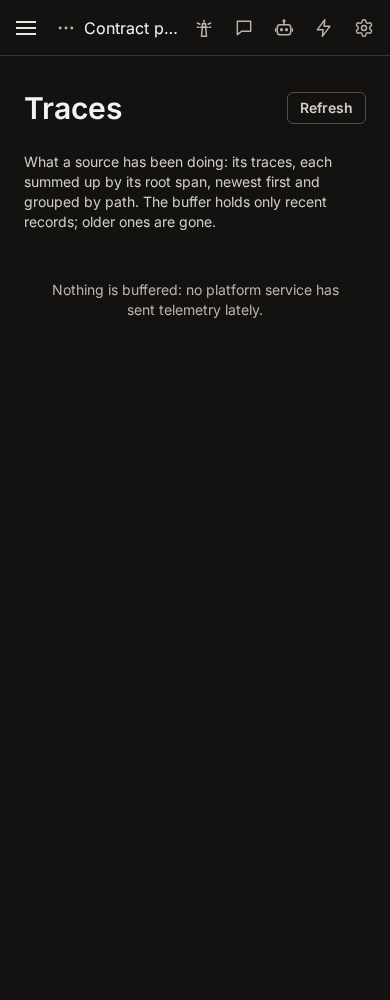 Contract p...
Traces
Refresh
What a source has been doing: its traces, each
summed up by its root span, newest first and
grouped by path. The buffer holds only recent
records; older ones are gone.
Nothing is buffered: no platform service has
sent telemetry lately.